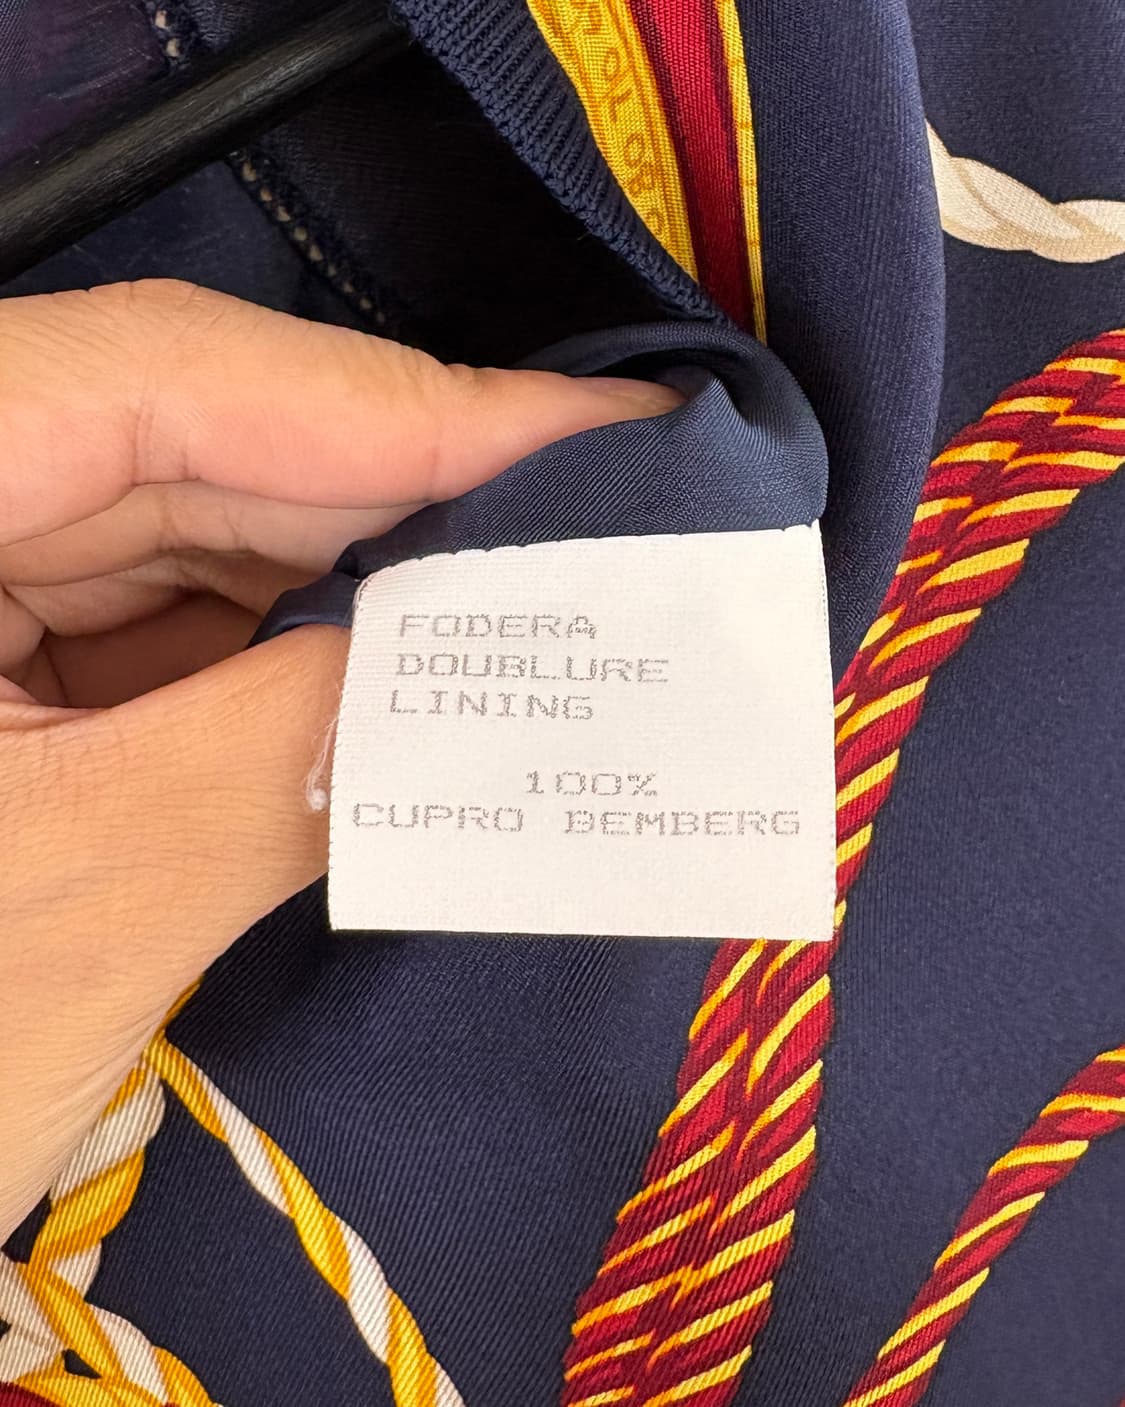 FODERA
DOUBLURE
LINING
100%
CUPRO BEMBERG